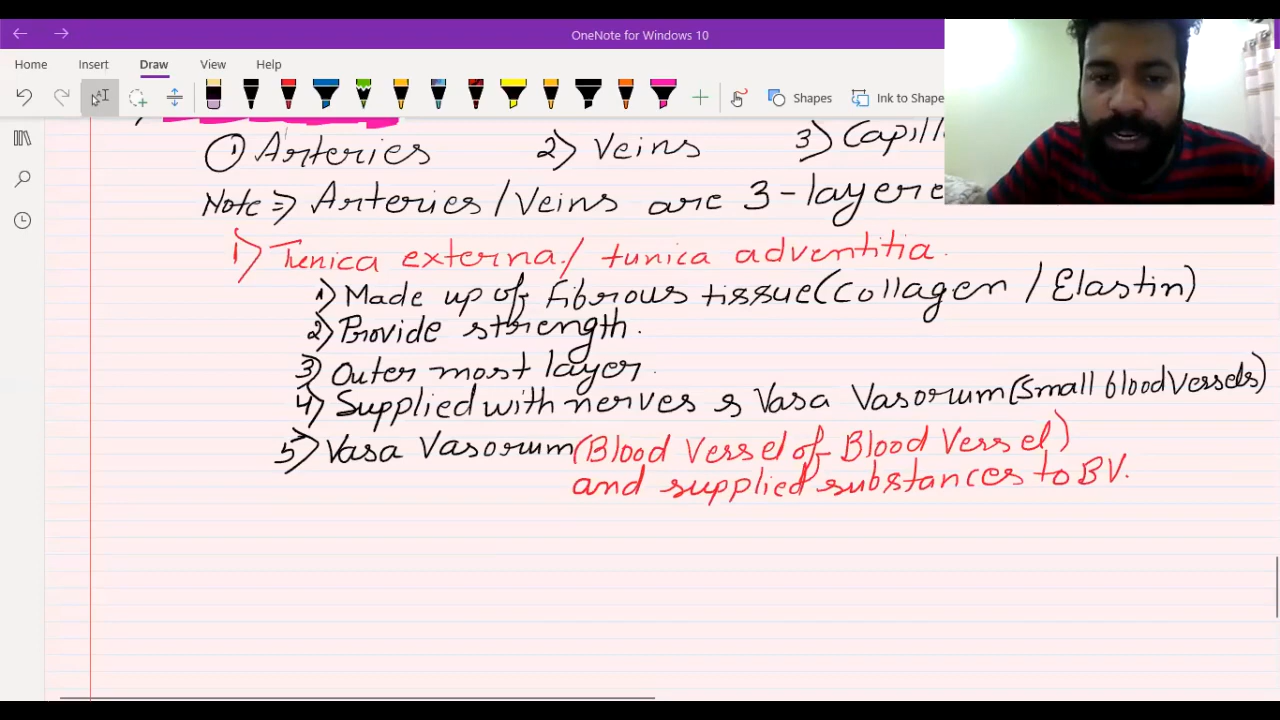 OneNote for Windows 10
Home Insert Draw View Help
Shapes Ink to Shape
① Arteries 2) Veins 3) Capill
Note ⇒ Arteries / Veins are 3-layere
1) Tunica externa / tunica adventitia.
1) Made up of Fibrous tissue (Collagen / Elastin)
2) Provide strength.
3) Outer most layer.
4) Supplied with nerves & Vasa Vasorum (Small blood vessels)
5) Vasa Vasorum (Blood Vessel of Blood Vessel)
and supplied substances to BV.